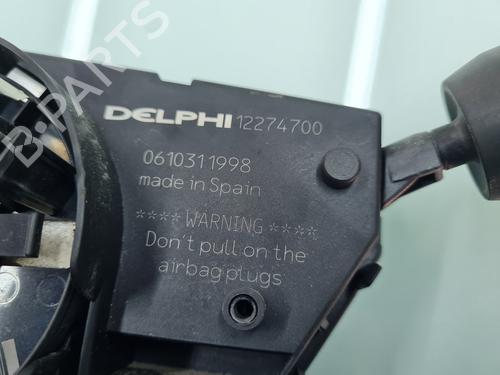 B-PARTS
DELPHI 12274700
0610311998
made in Spain
**** WARNING ****
Don't pull on the
airbag plugs